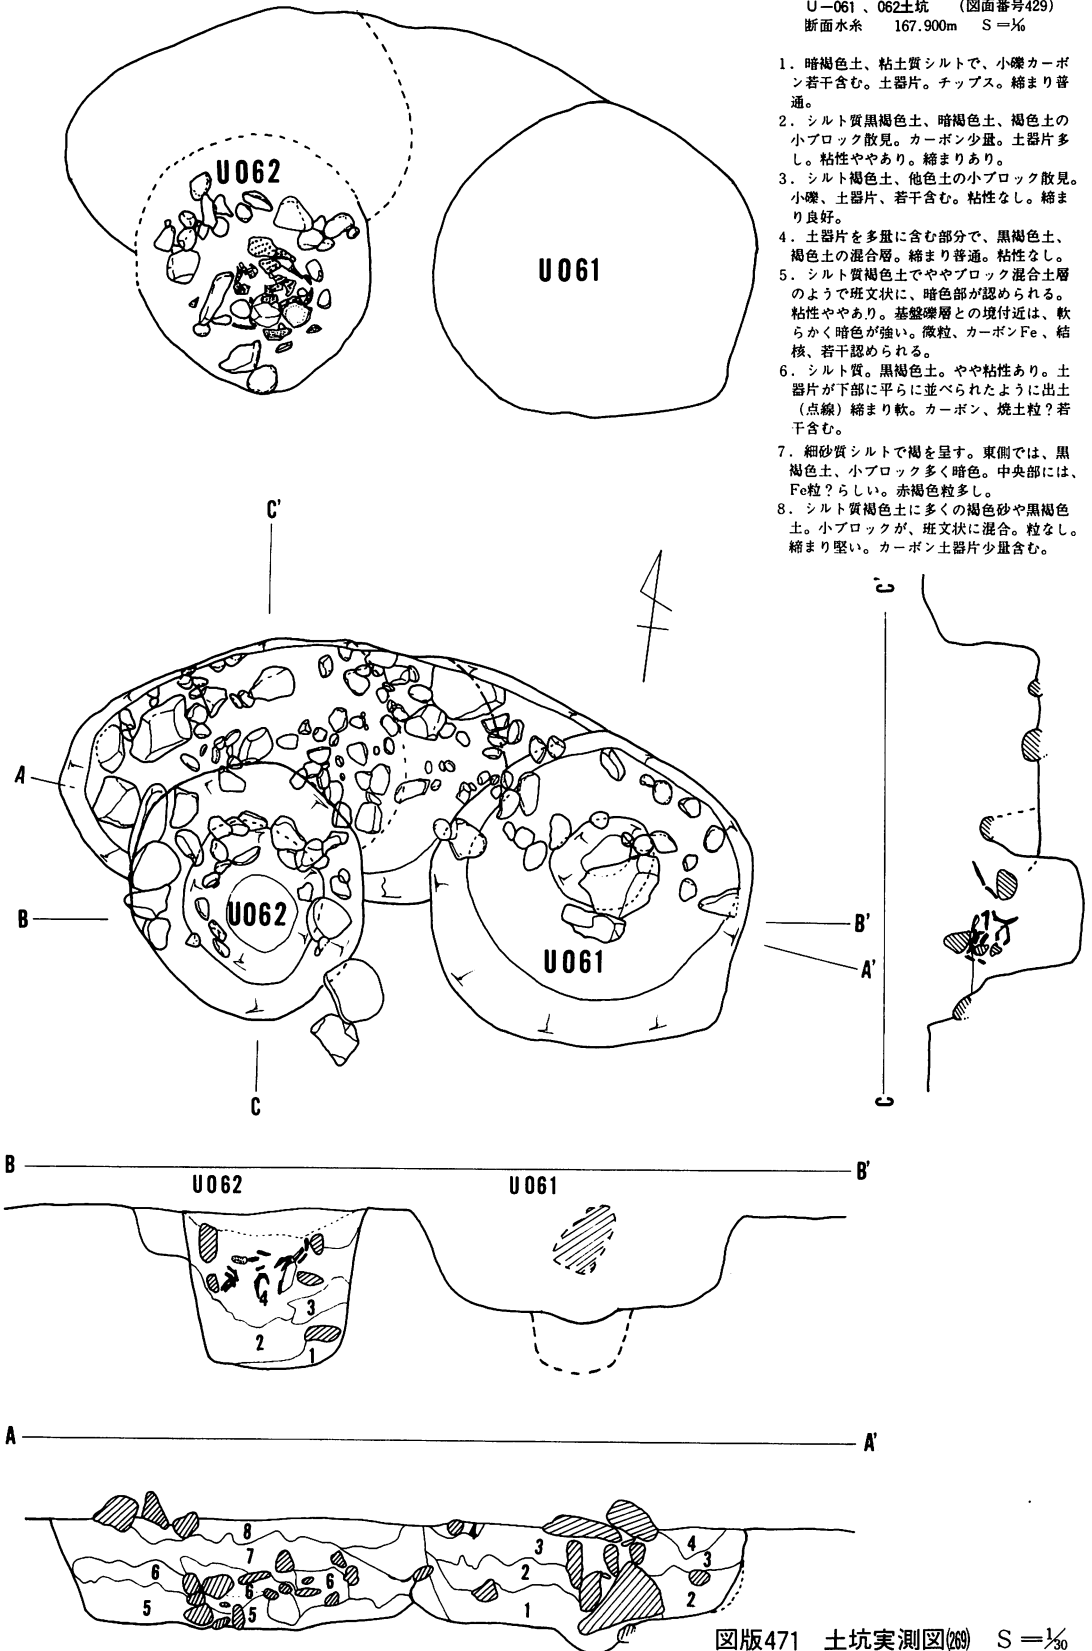 U−061、062土坑　（図面番号429）
断面水糸　167.900m　S＝1/10
1．暗褐色土、粘土質シルトで、小礫カーボ
ン若干含む。土器片。チップス。締まり普
通。
2．シルト質黒褐色土、暗褐色土、褐色土の
小ブロック散見。カーボン少量。土器片多
し。粘性ややあり。締まりあり。
3．シルト褐色土、他色土の小ブロック散見。
小礫、土器片、若干含む。粘性なし。締ま
り良好。
4．土器片を多量に含む部分で、黒褐色土、
褐色土の混合層。締まり普通。粘性なし。
5．シルト質褐色土でややブロック混合土層
のようで班文状に、暗色部が認められる。
粘性ややあり。基盤礫層との境付近は、軟
らかく暗色が強い。微粒、カーボンFe、結
核、若干認められる。
6．シルト質。黒褐色土。やや粘性あり。土
器片が下部に平らに並べられたように出土
（点線）締まり軟。カーボン、焼土粒？若
干含む。
7．細砂質シルトで褐を呈す。東側では、黒
褐色土、小ブロック多く暗色。中央部には、
Fe粒？らしい。赤褐色粒多し。
8．シルト質褐色土に多くの褐色砂や黒褐色
土。小ブロックが、班文状に混合。粒なし。
締まり堅い。カーボン土器片少量含む。
U062
U061
C'
C'
A
B
U062
U061
B'
A'
C
C
B
B'
U062
U061
4
3
2
1
A
A'
8
7
6
6
6
5
5
4
3
2
1
4
3
2
図版471　土坑実測図(269)　S＝1/30